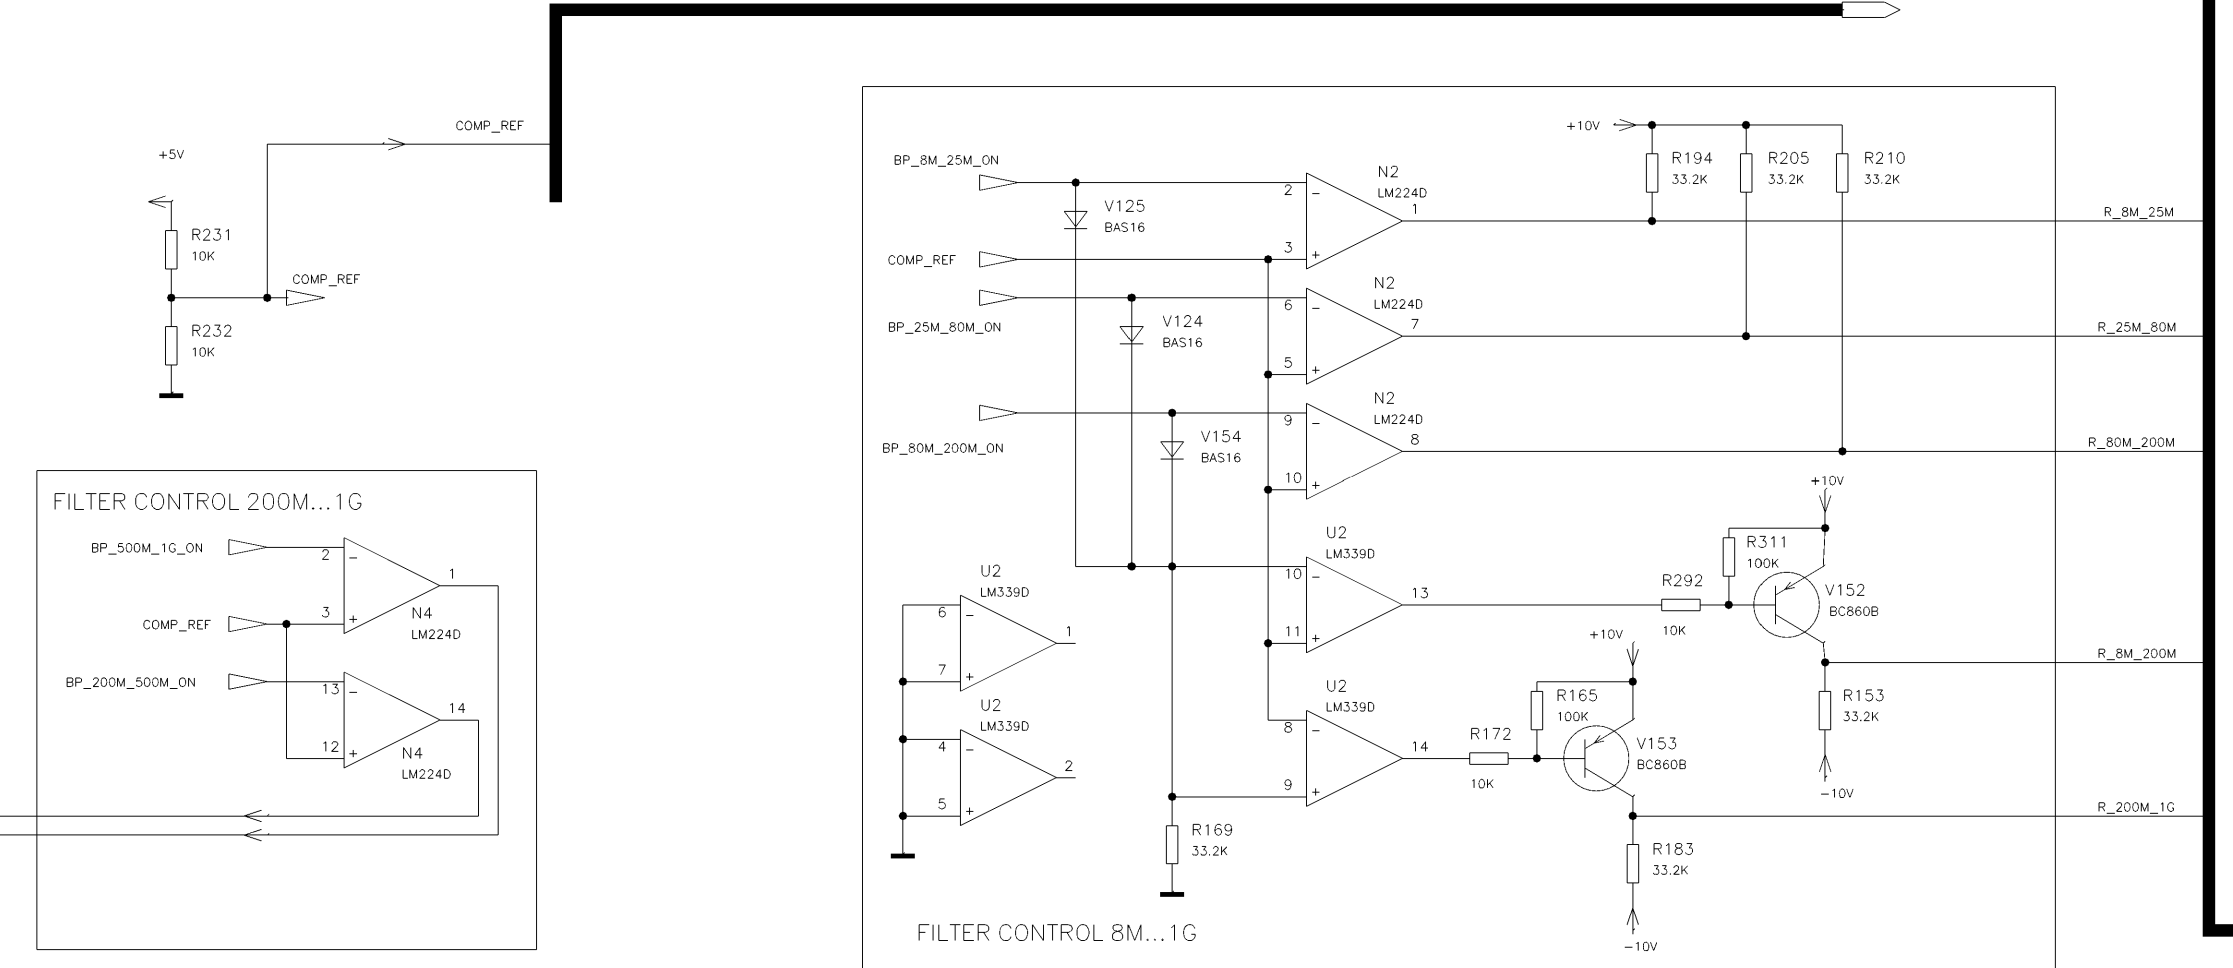 COMP_REF
+5V
R231
10K
COMP_REF
R232
10K
FILTER CONTROL 200M...1G
BP_500M_1G_ON
2
−
1
COMP_REF
3
+
N4
LM224D
BP_200M_500M_ON
13
−
14
12
+
N4
LM224D
BP_8M_25M_ON
2
−
N2
LM224D
1
V125
BAS16
COMP_REF
3
+
BP_25M_80M_ON
6
−
N2
LM224D
7
V124
BAS16
5
+
BP_80M_200M_ON
9
−
N2
LM224D
8
V154
BAS16
10
+
+10V
R194
33.2K
R205
33.2K
R210
33.2K
R_8M_25M
R_25M_80M
R_80M_200M
U2
LM339D
10
−
13
11
+
U2
LM339D
6
−
1
7
+
U2
LM339D
4
−
2
5
+
U2
LM339D
8
−
14
9
+
R169
33.2K
+10V
R311
100K
R292
10K
V152
BC860B
R_8M_200M
R153
33.2K
−10V
+10V
R165
100K
R172
10K
V153
BC860B
R_200M_1G
R183
33.2K
−10V
FILTER CONTROL 8M...1G